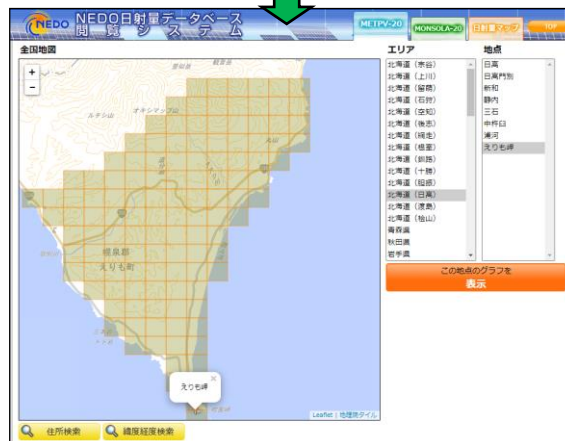 NEDO
NEDO日射量データベース
閲覧システム
METPV-20
MONSOLA-20
日射量マップ
TOP
全国地図
エリア
地点
+
-
北海道（宗谷）
北海道（上川）
北海道（留萌）
北海道（石狩）
北海道（空知）
北海道（後志）
北海道（網走）
北海道（根室）
北海道（釧路）
北海道（十勝）
北海道（胆振）
北海道（日高）
北海道（渡島）
北海道（檜山）
青森県
秋田県
岩手県
日高
日高門別
新和
静内
三石
中杵臼
浦河
えりも岬
この地点のグラフを
表示
幌泉郡
えりも町
えりも岬
×
Leaflet | 地理院タイル
住所検索
緯度経度検索